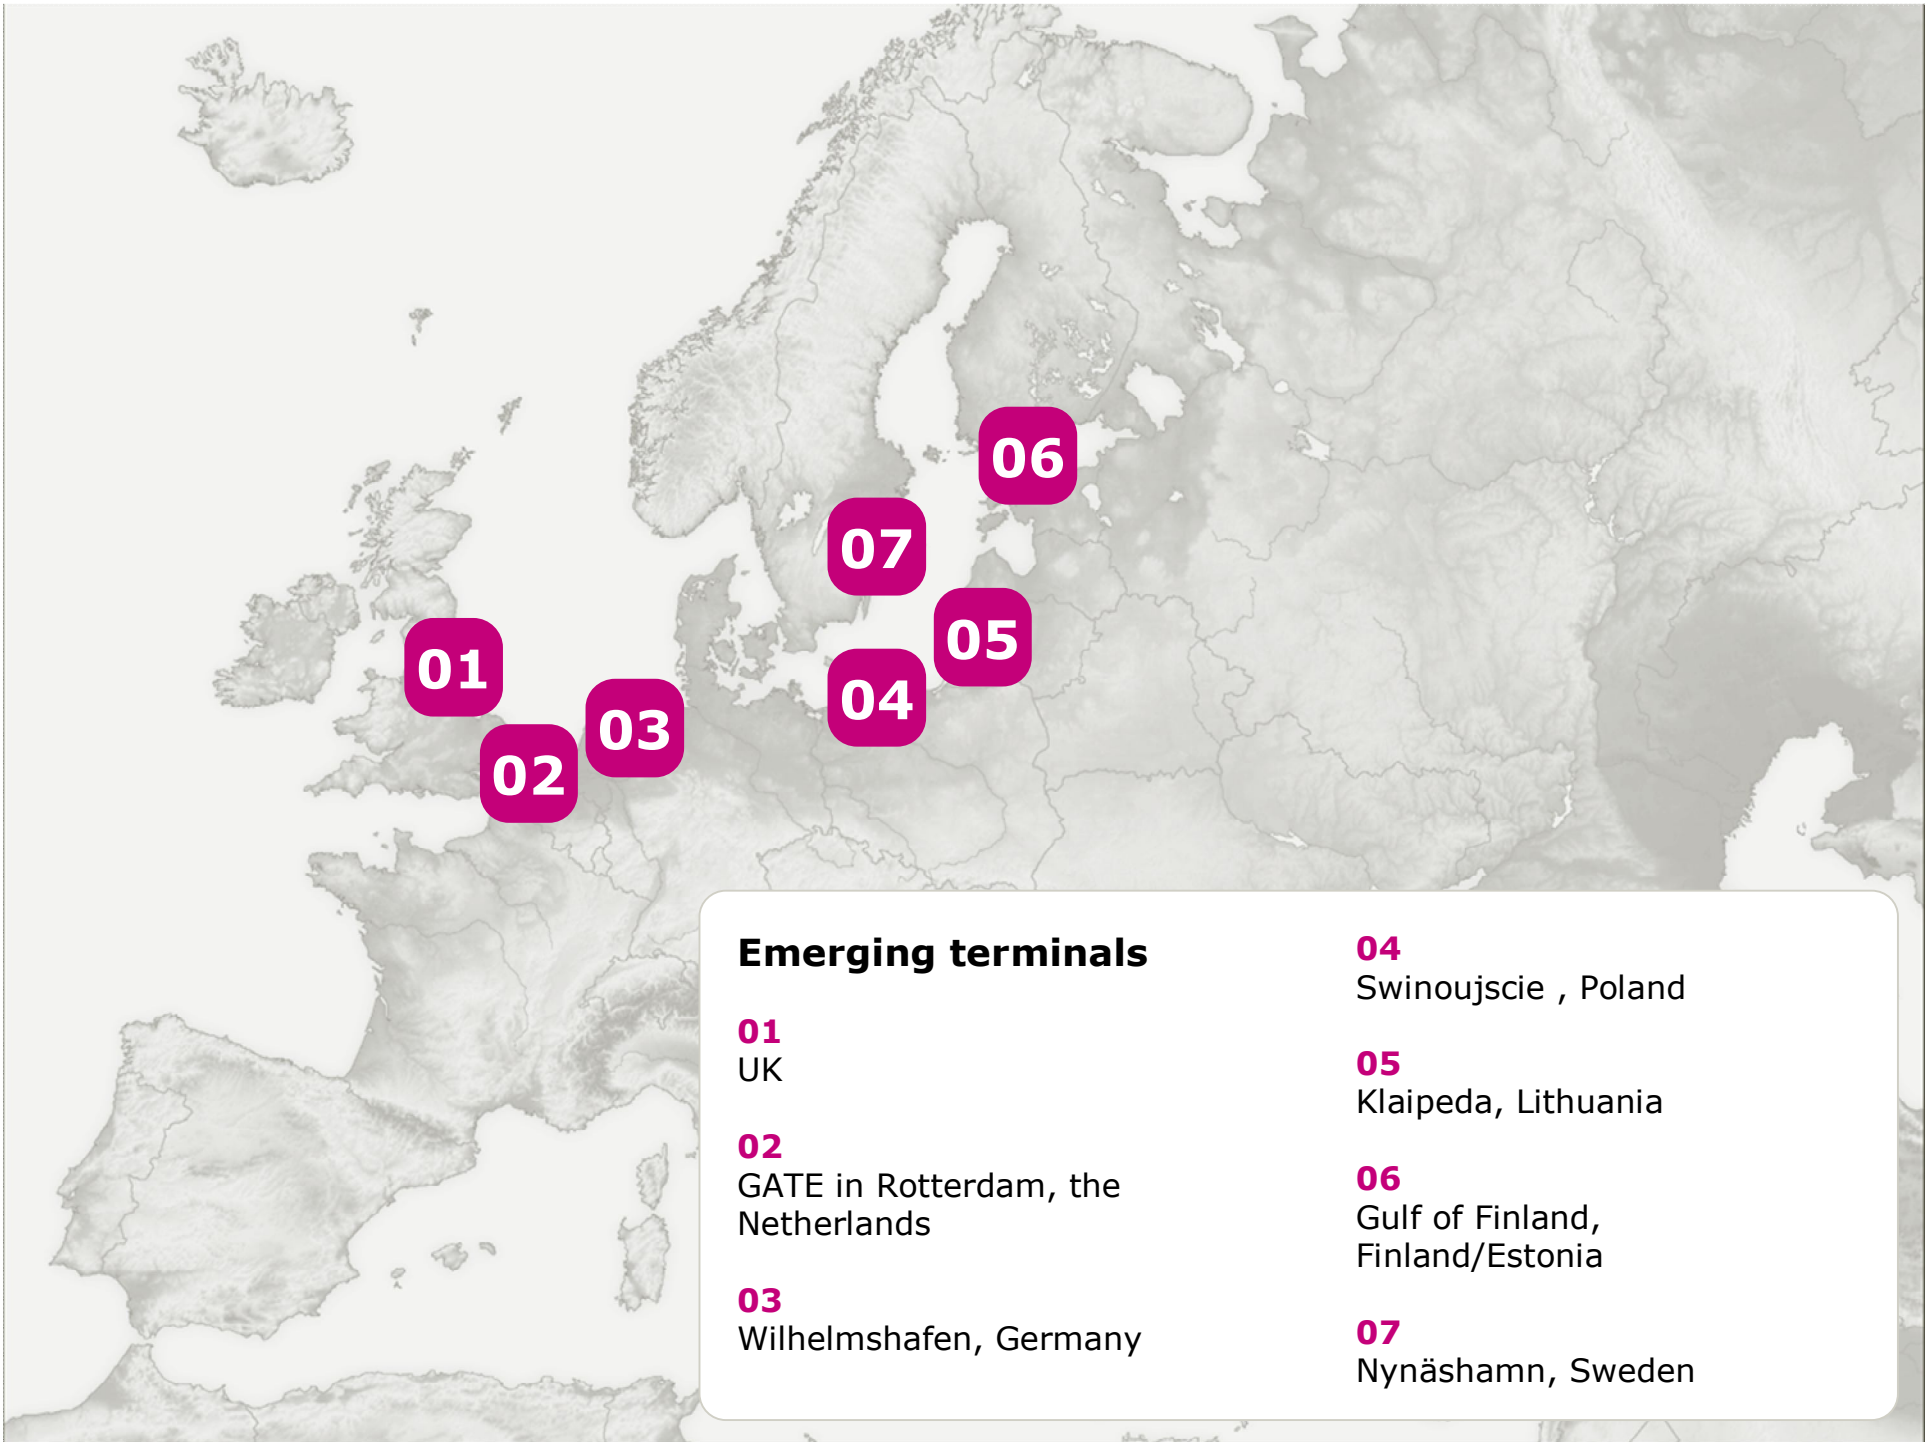 06
07
05
01
04
03
02
Emerging terminals
01
UK
02
GATE in Rotterdam, the
Netherlands
03
Wilhelmshafen, Germany
04
Swinoujscie , Poland
05
Klaipeda, Lithuania
06
Gulf of Finland,
Finland/Estonia
07
Nynäshamn, Sweden